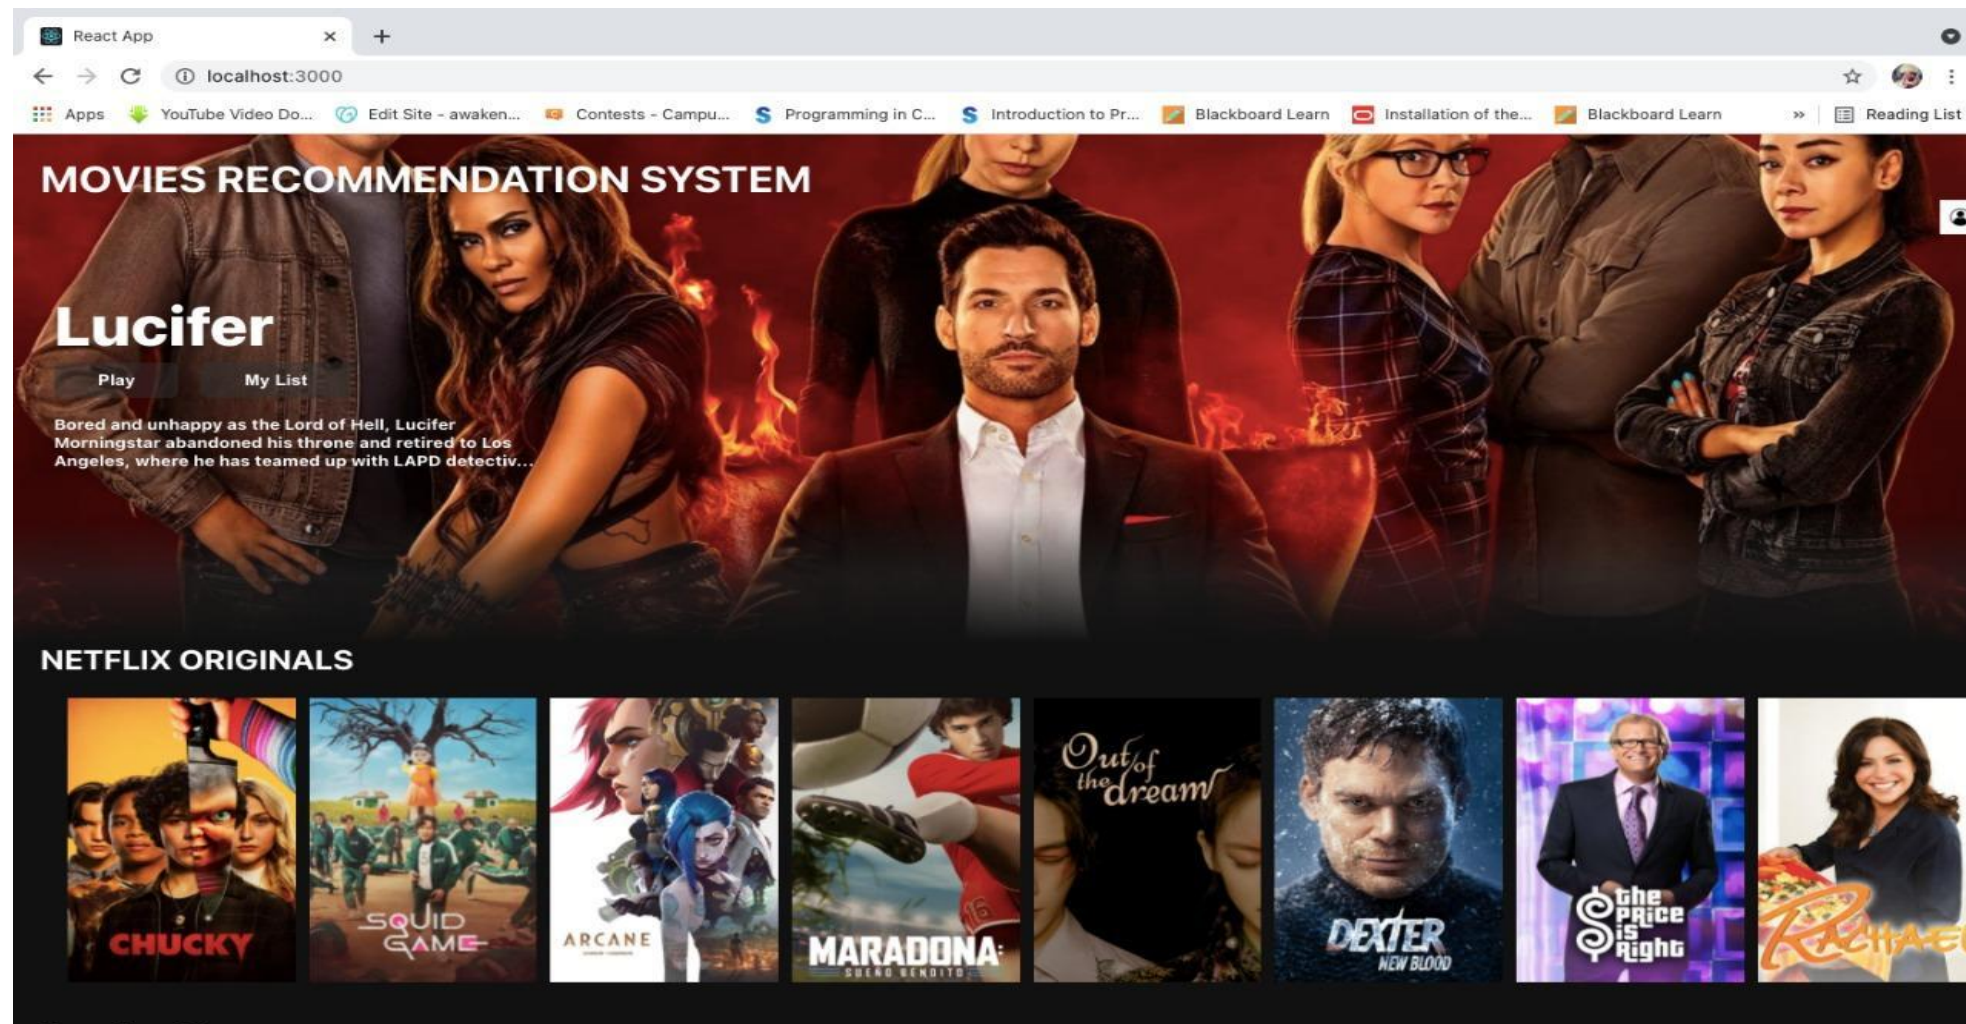 React App
localhost:3000
Apps YouTube Video Do... Edit Site - awaken... Contests - Campu... Programming in C... Introduction to Pr... Blackboard Learn Installation of the... Blackboard Learn » Reading List
MOVIES RECOMMENDATION SYSTEM
Lucifer
Play My List
Bored and unhappy as the Lord of Hell, Lucifer
Morningstar abandoned his throne and retired to Los
Angeles, where he has teamed up with LAPD detectiv...
NETFLIX ORIGINALS
CHUCKY
SQUID
GAME
ARCANE
MARADONA:
SUEÑO BENDITO
16
Out of
the dream
DEXTER
NEW BLOOD
the
PRice
is
Right
RACHAE